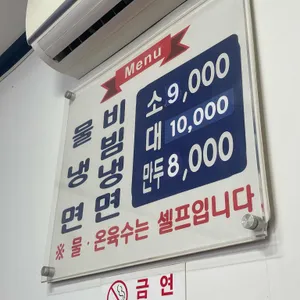 Menu
물냉면
비빔냉면
소 9,000
대 10,000
만두 8,000
※ 물·온육수는 셀프입니다
금연